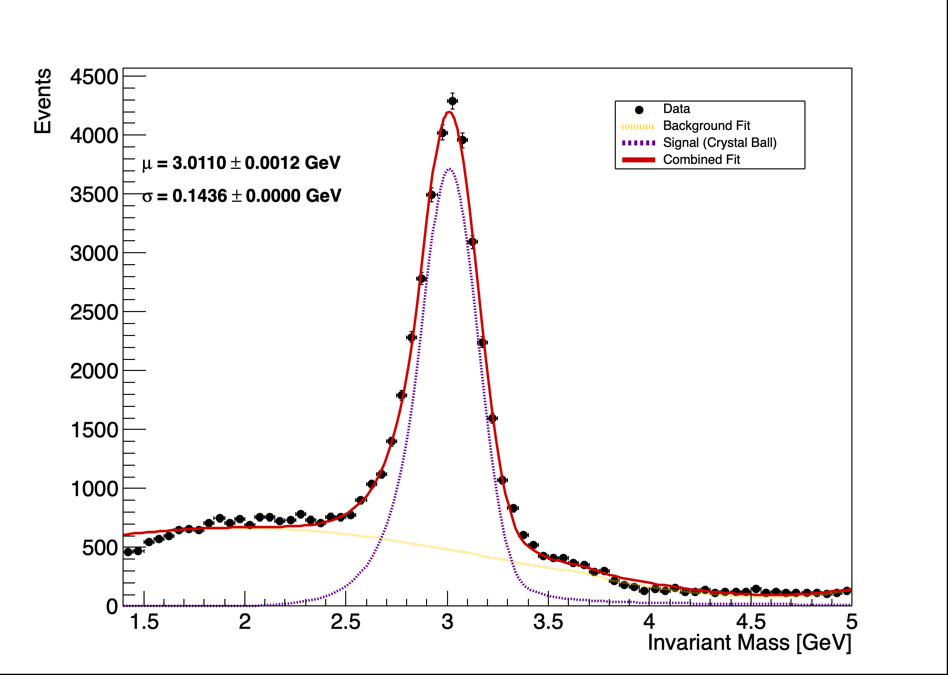 Events
4500
4000
3500
3000
2500
2000
1500
1000
500
0
μ = 3.0110 ± 0.0012 GeV
σ = 0.1436 ± 0.0000 GeV
Data
Background Fit
Signal (Crystal Ball)
Combined Fit
1.5 2 2.5 3 3.5 4 4.5 5
Invariant Mass [GeV]